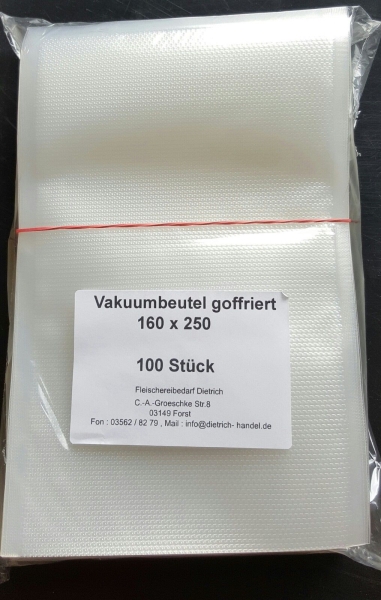 Vakuumbeutel goffriert
160 x 250
100 Stück
Fleischereibedarf Dietrich
C.-A.-Groeschke Str.8
03149 Forst
Fon : 03562 / 82 79 , Mail : info@dietrich- handel.de